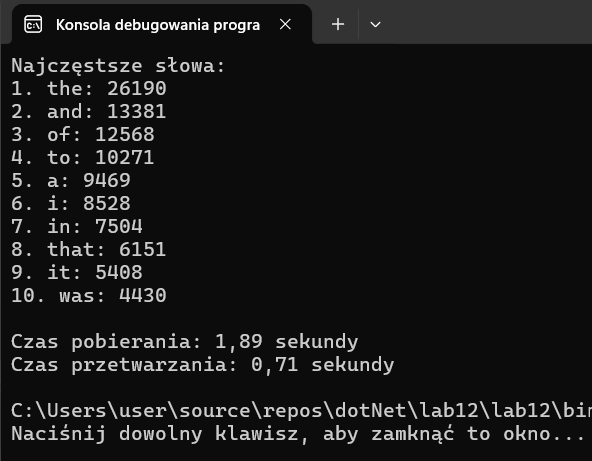 Konsola debugowania progra
Najczęstsze słowa:
1. the: 26190
2. and: 13381
3. of: 12568
4. to: 10271
5. a: 9469
6. i: 8528
7. in: 7504
8. that: 6151
9. it: 5408
10. was: 4430
Czas pobierania: 1,89 sekundy
Czas przetwarzania: 0,71 sekundy
C:\Users\user\source\repos\dotNet\lab12\lab12\bin
Naciśnij dowolny klawisz, aby zamknąć to okno...